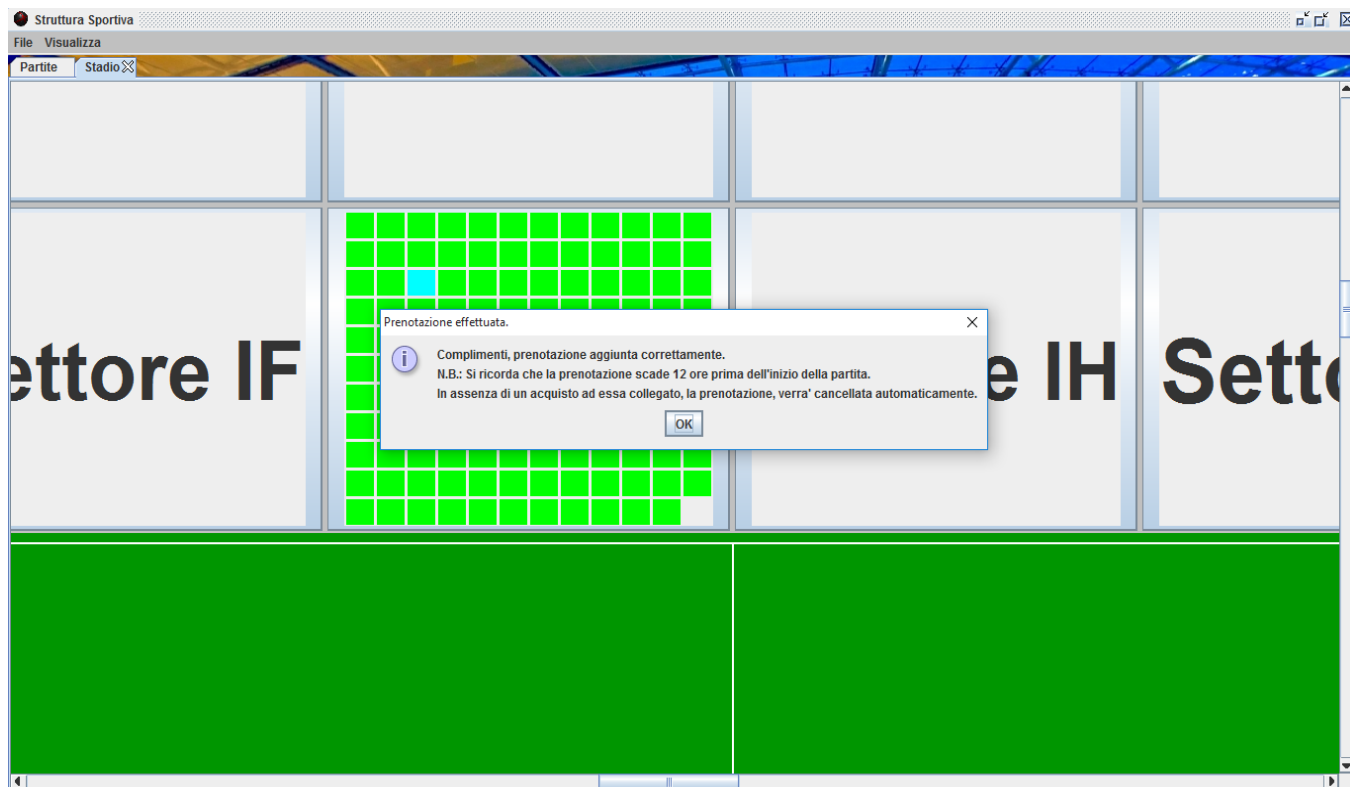 Struttura Sportiva
File Visualizza
Partite Stadio
Prenotazione effettuata.
Complimenti, prenotazione aggiunta correttamente.
N.B.: Si ricorda che la prenotazione scade 12 ore prima dell'inizio della partita.
In assenza di un acquisto ad essa collegato, la prenotazione, verra' cancellata automaticamente.
OK
ettore IF
e IH
Sett